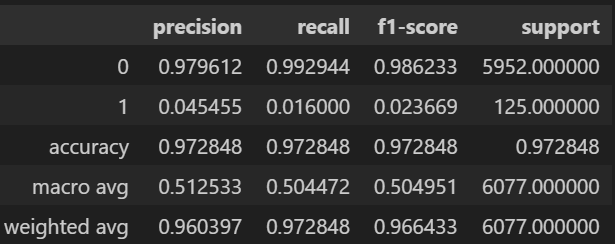 precision recall f1-score support
0 0.979612 0.992944 0.986233 5952.000000
1 0.045455 0.016000 0.023669 125.000000
accuracy 0.972848 0.972848 0.972848 0.972848
macro avg 0.512533 0.504472 0.504951 6077.000000
weighted avg 0.960397 0.972848 0.966433 6077.000000